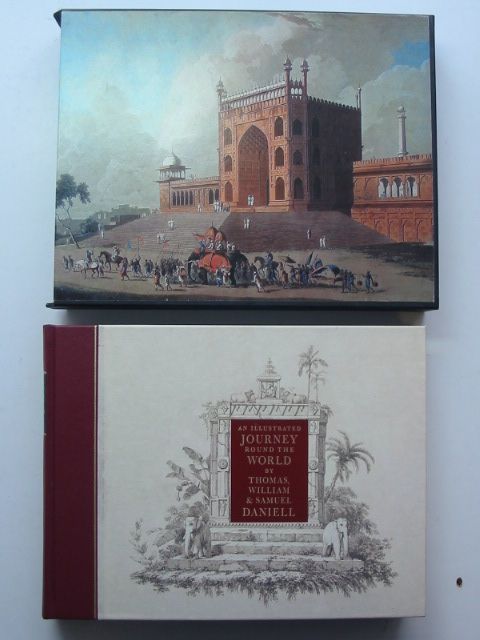 AN ILLUSTRATED
JOURNEY
ROUND THE
WORLD
BY
THOMAS,
WILLIAM
& SAMUEL
DANIELL